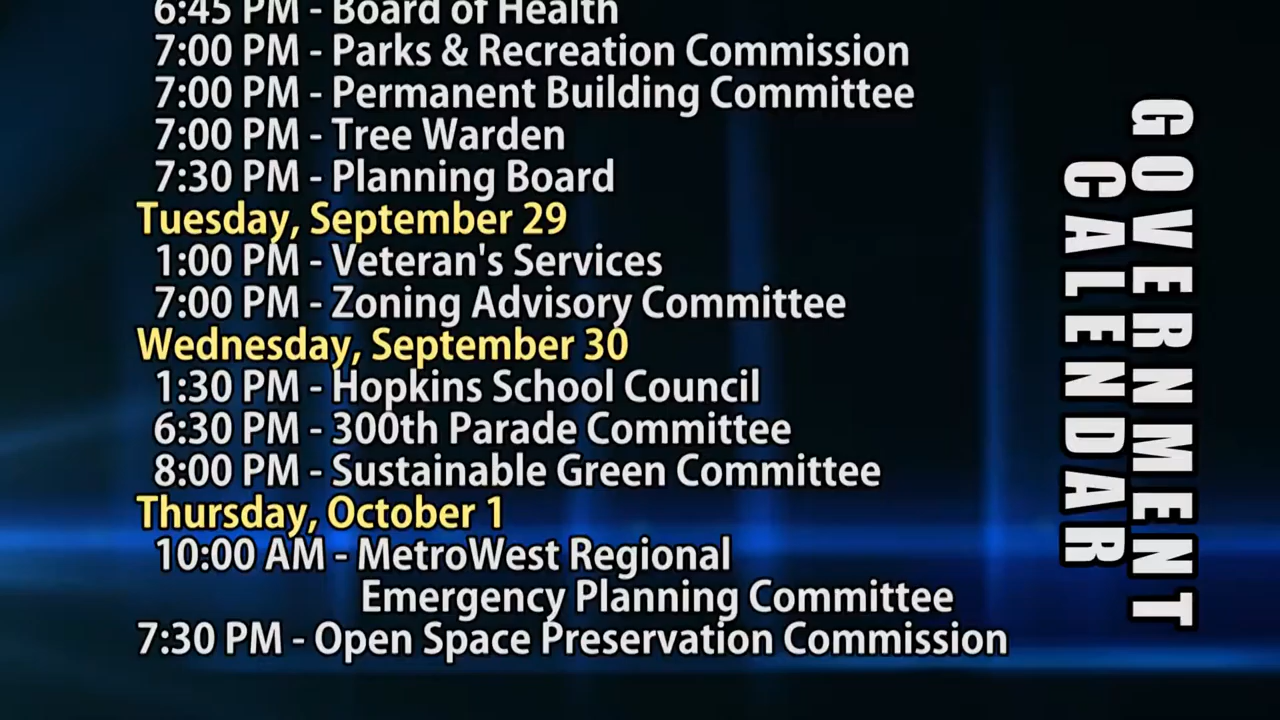 6:45 PM - Board of Health
7:00 PM - Parks & Recreation Commission
7:00 PM - Permanent Building Committee
7:00 PM - Tree Warden
7:30 PM - Planning Board
Tuesday, September 29
1:00 PM - Veteran's Services
7:00 PM - Zoning Advisory Committee
Wednesday, September 30
1:30 PM - Hopkins School Council
6:30 PM - 300th Parade Committee
8:00 PM - Sustainable Green Committee
Thursday, October 1
10:00 AM - MetroWest Regional
Emergency Planning Committee
7:30 PM - Open Space Preservation Commission
GOVERNMENT
CALENDAR